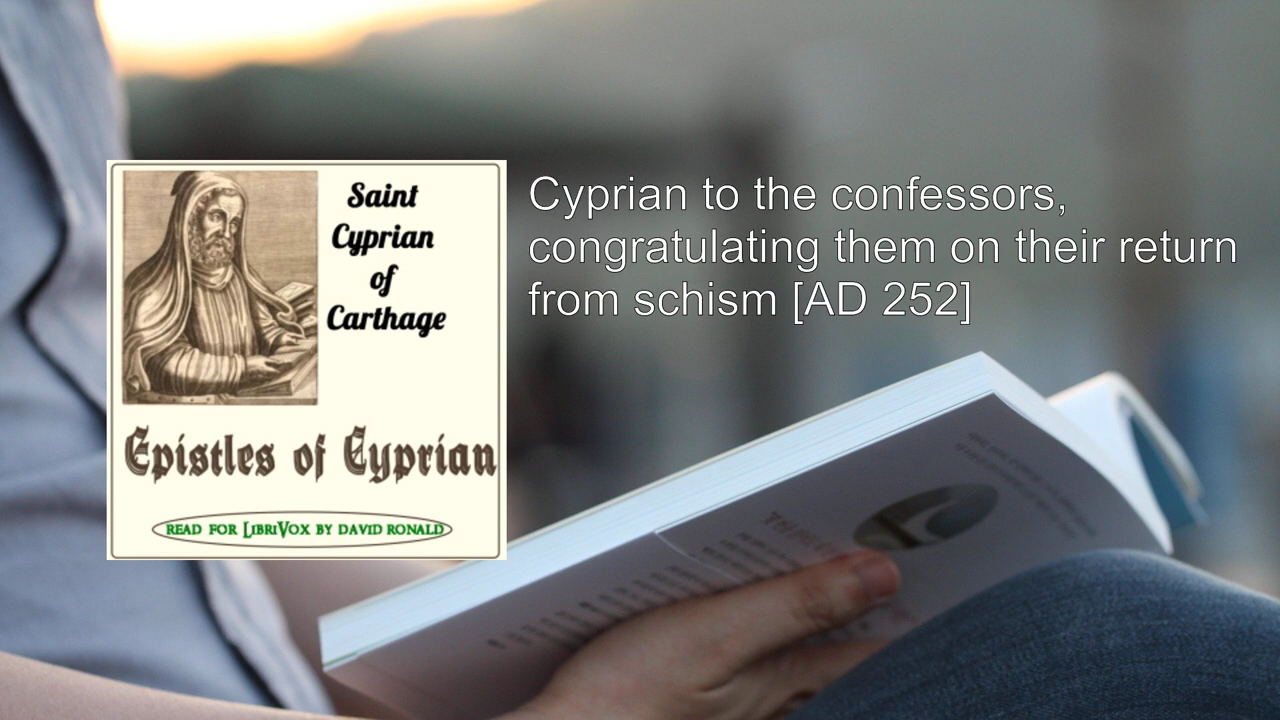 Saint
Cyprian
of
Carthage
Epistles of Cyprian
READ FOR LIBRIVOX BY DAVID RONALD
Cyprian to the confessors,
congratulating them on their return
from schism [AD 252]